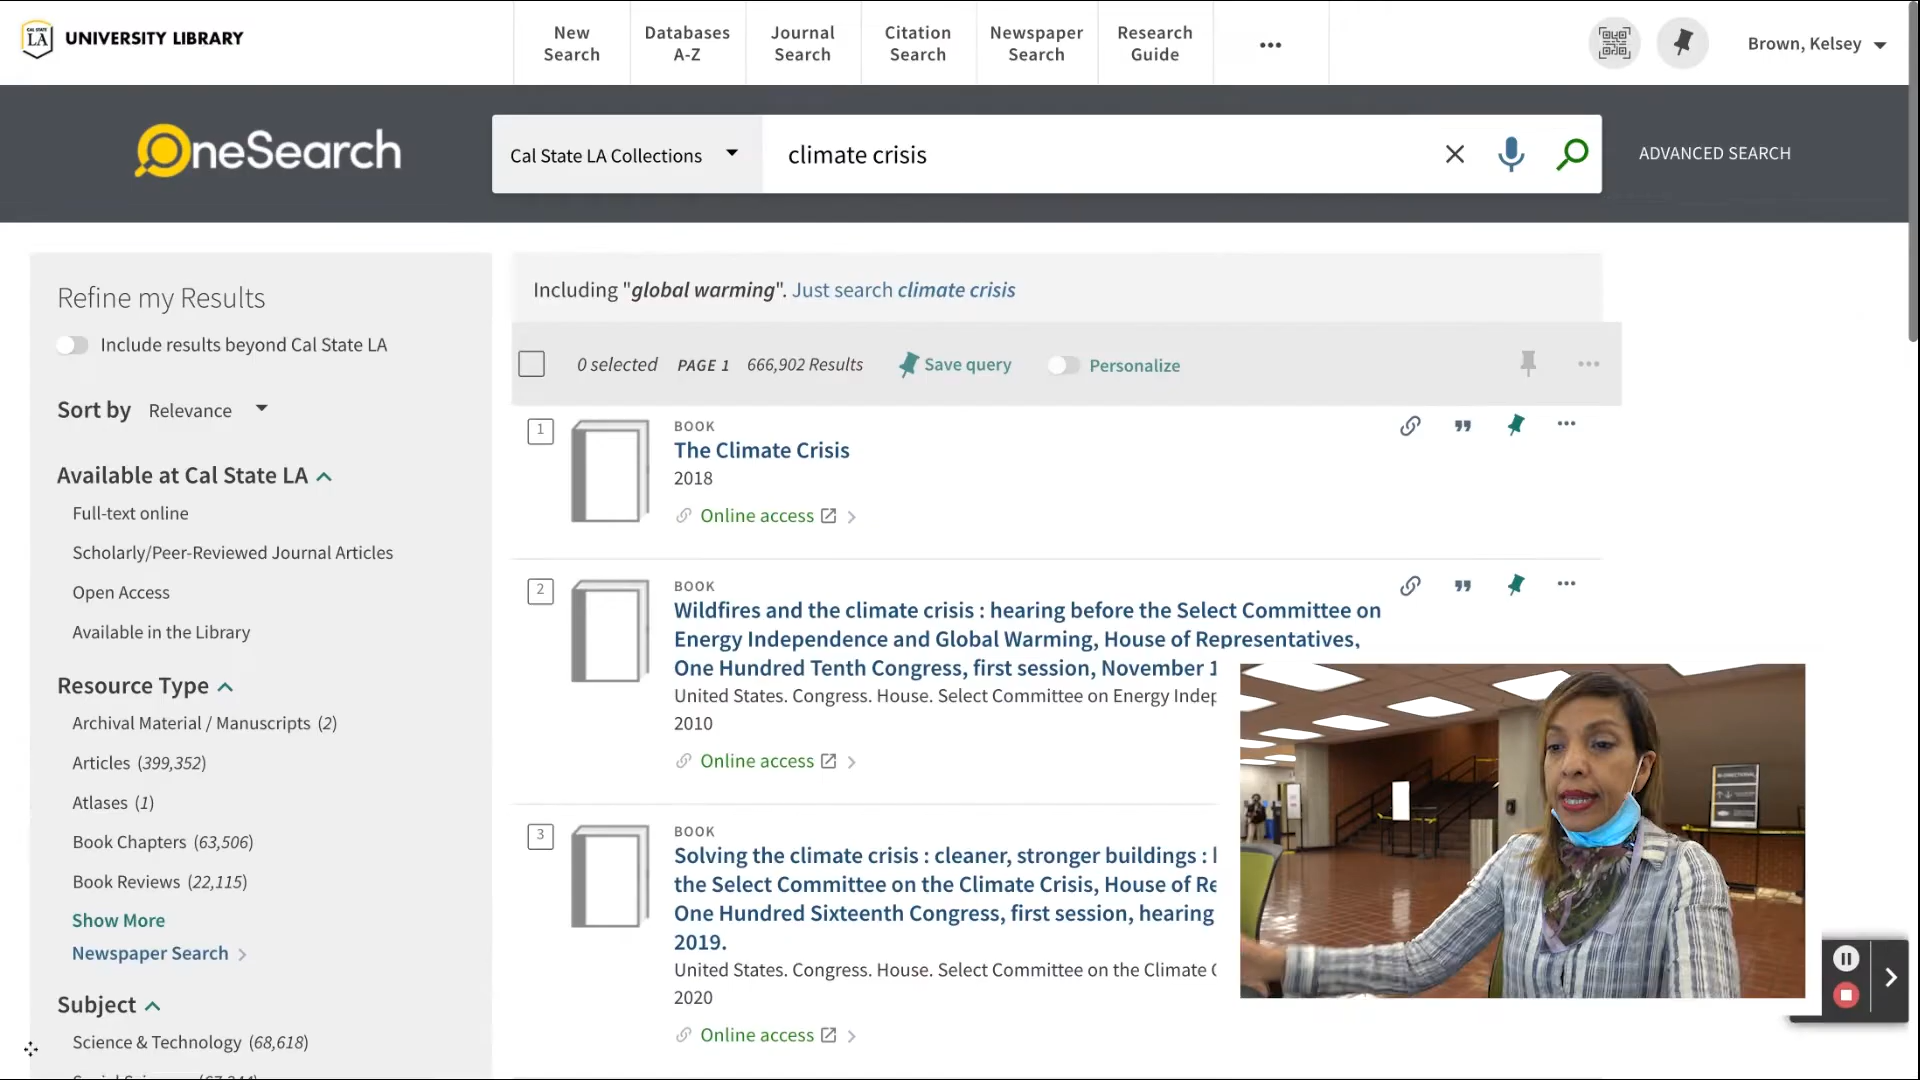 CAL STATE
LA
UNIVERSITY LIBRARY
New Search
Databases A-Z
Journal Search
Citation Search
Newspaper Search
Research Guide
Brown, Kelsey
OneSearch
Cal State LA Collections
climate crisis
ADVANCED SEARCH
Refine my Results
Include results beyond Cal State LA
Sort by Relevance
Available at Cal State LA
Full-text online
Scholarly/Peer-Reviewed Journal Articles
Open Access
Available in the Library
Resource Type
Archival Material / Manuscripts (2)
Articles (399,352)
Atlases (1)
Book Chapters (63,506)
Book Reviews (22,115)
Show More
Newspaper Search
Subject
Science & Technology (68,618)
Including "global warming". Just search climate crisis
0 selected PAGE 1 666,902 Results Save query Personalize
1
BOOK
The Climate Crisis
2018
Online access
2
BOOK
Wildfires and the climate crisis : hearing before the Select Committee on
Energy Independence and Global Warming, House of Representatives,
One Hundred Tenth Congress, first session, November 1
United States. Congress. House. Select Committee on Energy Indep
2010
Online access
3
BOOK
Solving the climate crisis : cleaner, stronger buildings :
the Select Committee on the Climate Crisis, House of Re
One Hundred Sixteenth Congress, first session, hearing
2019.
United States. Congress. House. Select Committee on the Climate
2020
Online access